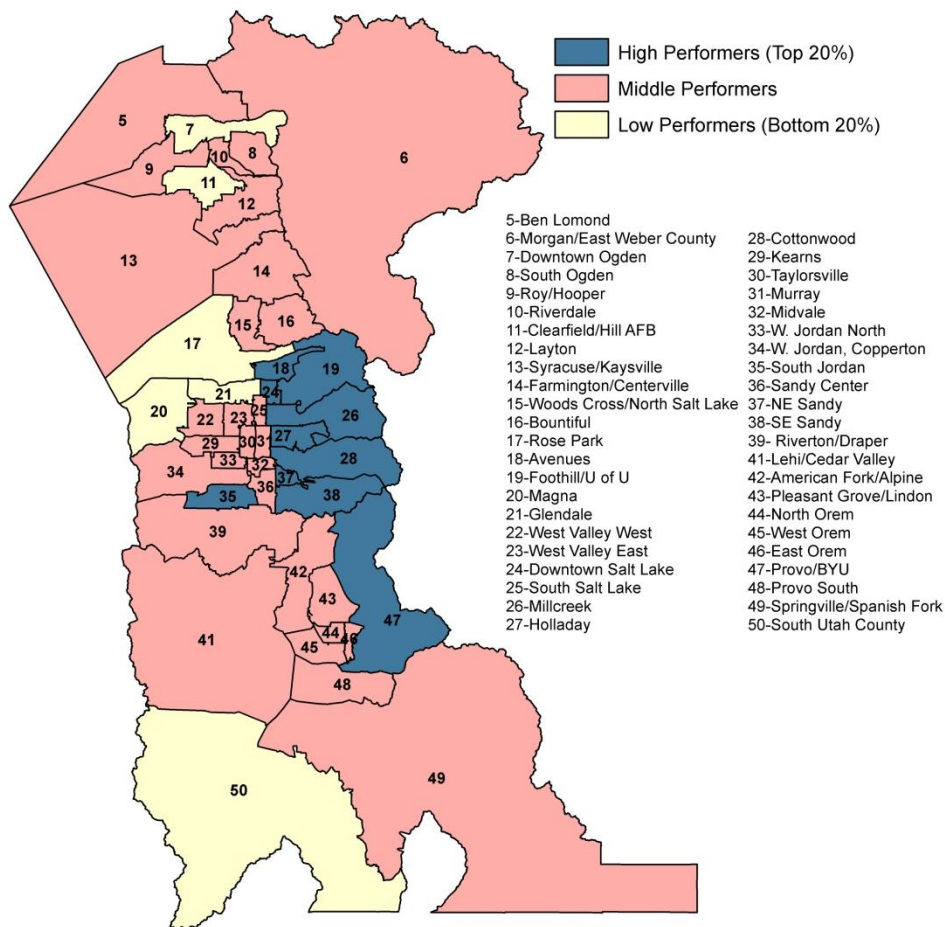 High Performers (Top 20%)
Middle Performers
Low Performers (Bottom 20%)
5
7
6
10
8
9
11
12
13
14
15
16
17
18
19
20
21
24
22
23
25
26
27
29
30
31
28
33
32
34
37
36
35
38
39
42
43
47
41
44
46
45
48
49
50
5-Ben Lomond
6-Morgan/East Weber County
7-Downtown Ogden
8-South Ogden
9-Roy/Hooper
10-Riverdale
11-Clearfield/Hill AFB
12-Layton
13-Syracuse/Kaysville
14-Farmington/Centerville
15-Woods Cross/North Salt Lake
16-Bountiful
17-Rose Park
18-Avenues
19-Foothill/U of U
20-Magna
21-Glendale
22-West Valley West
23-West Valley East
24-Downtown Salt Lake
25-South Salt Lake
26-Millcreek
27-Holladay
28-Cottonwood
29-Kearns
30-Taylorsville
31-Murray
32-Midvale
33-W. Jordan North
34-W. Jordan, Copperton
35-South Jordan
36-Sandy Center
37-NE Sandy
38-SE Sandy
39- Riverton/Draper
41-Lehi/Cedar Valley
42-American Fork/Alpine
43-Pleasant Grove/Lindon
44-North Orem
45-West Orem
46-East Orem
47-Provo/BYU
48-Provo South
49-Springville/Spanish Fork
50-South Utah County